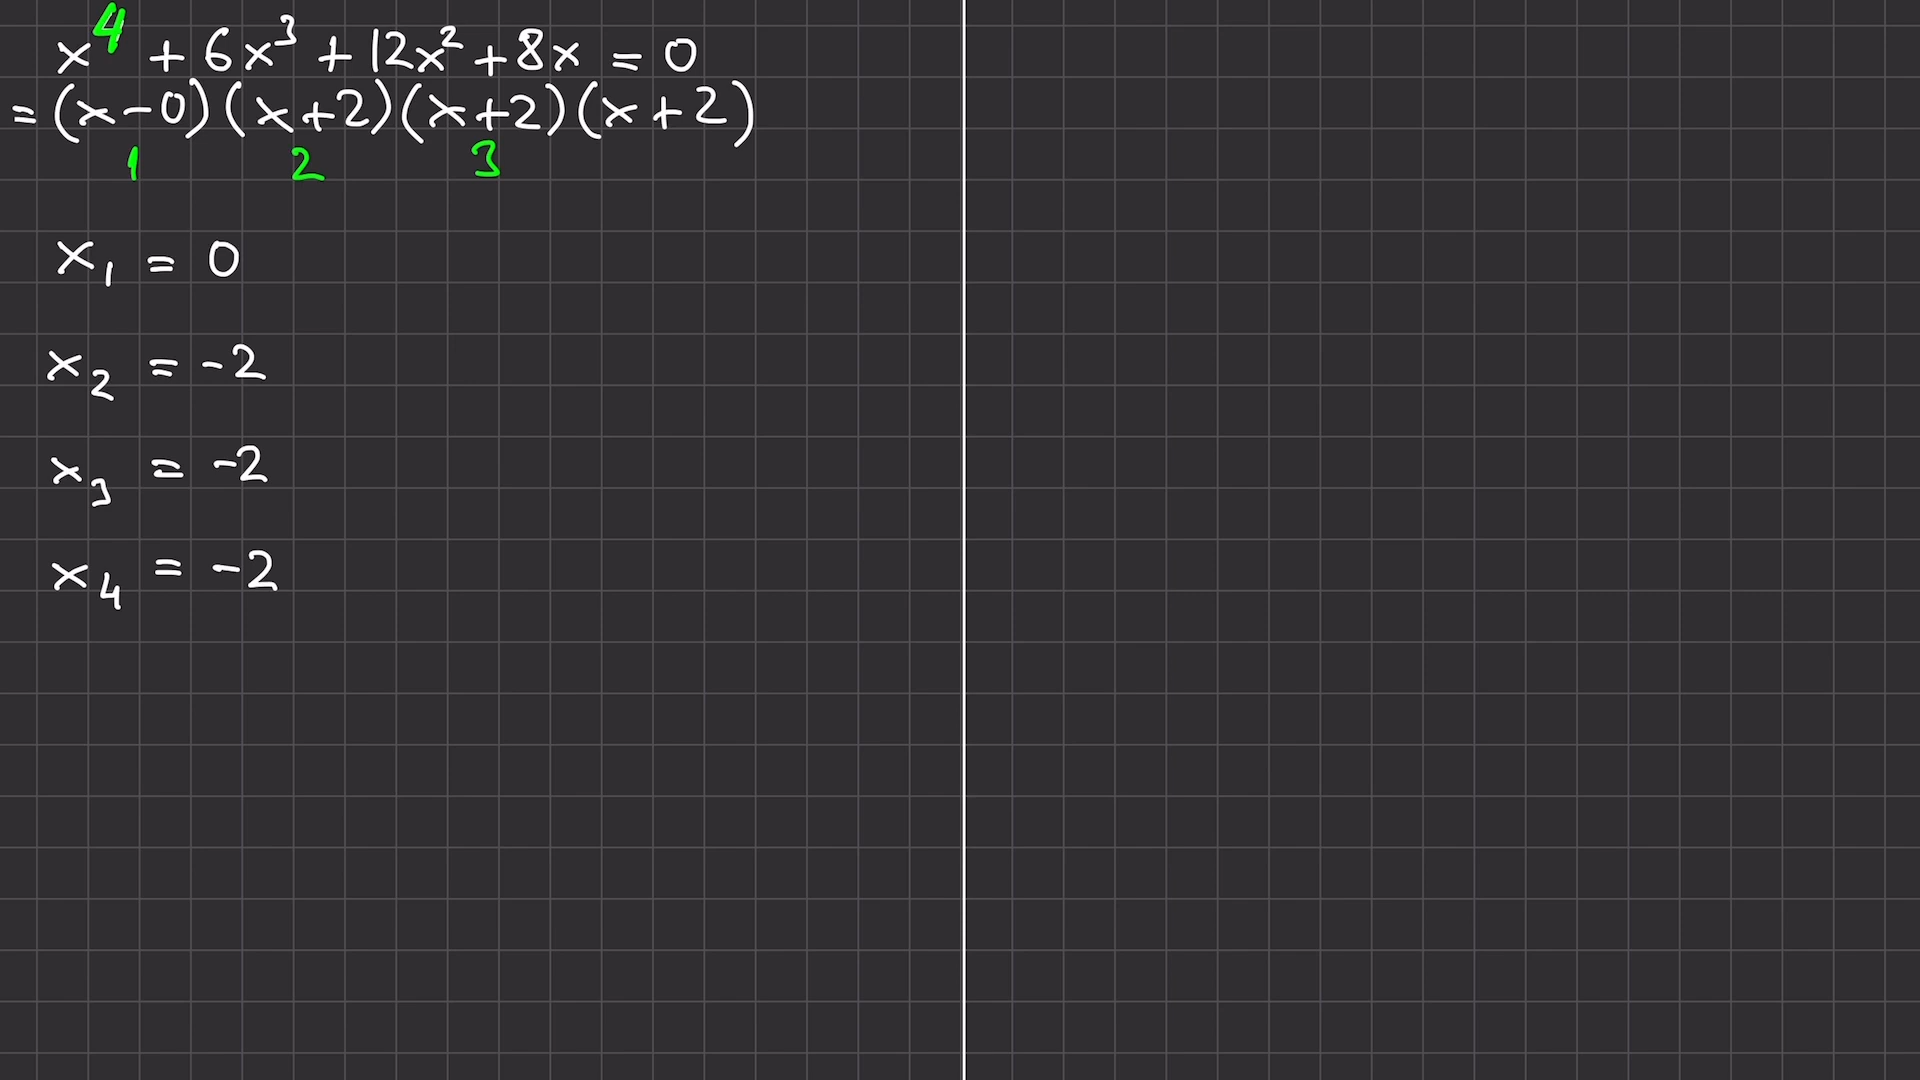 x⁴ + 6x³ + 12x² + 8x = 0
= (x-0)(x+2)(x+2)(x+2)
1 2 3
x₁ = 0
x₂ = -2
x₃ = -2
x₄ = -2